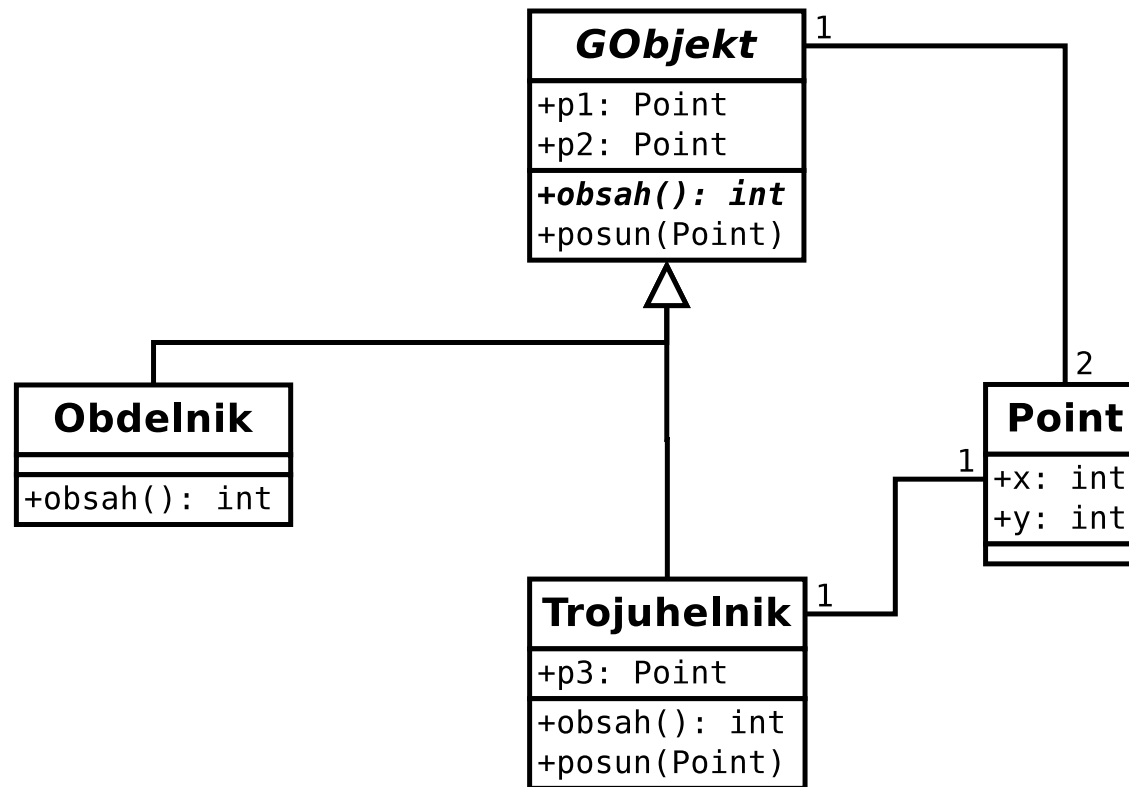 GObjekt
+p1: Point
+p2: Point
+obsah(): int
+posun(Point)
1
2
Obdelnik
+obsah(): int
Point
+x: int
+y: int
1
Trojuhelnik
+p3: Point
+obsah(): int
+posun(Point)
1